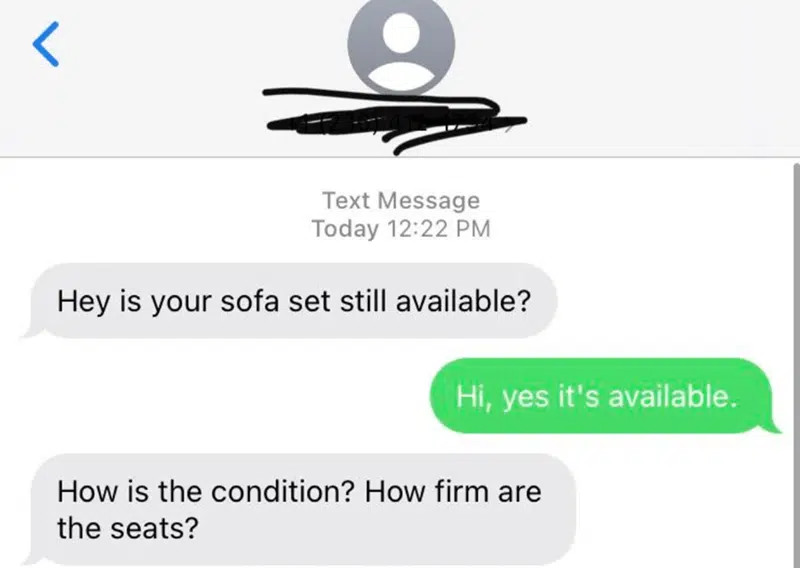 Text Message
Today 12:22 PM
Hey is your sofa set still available?
Hi, yes it's available.
How is the condition? How firm are
the seats?